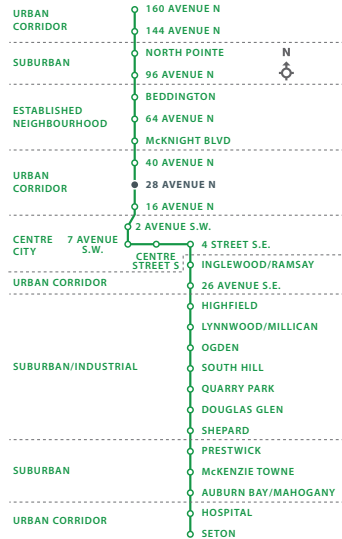 URBAN
CORRIDOR
160 AVENUE N
144 AVENUE N
SUBURBAN
NORTH POINTE
96 AVENUE N
N
ESTABLISHED
NEIGHBOURHOOD
BEDDINGTON
64 AVENUE N
McKNIGHT BLVD
URBAN
CORRIDOR
40 AVENUE N
28 AVENUE N
16 AVENUE N
CENTRE
CITY
2 AVENUE S.W.
7 AVENUE
S.W.
CENTRE
STREET S
4 STREET S.E.
URBAN CORRIDOR
INGLEWOOD/RAMSAY
26 AVENUE S.E.
SUBURBAN/INDUSTRIAL
HIGHFIELD
LYNNWOOD/MILLICAN
OGDEN
SOUTH HILL
QUARRY PARK
DOUGLAS GLEN
SHEPARD
SUBURBAN
PRESTWICK
McKENZIE TOWNE
AUBURN BAY/MAHOGANY
URBAN CORRIDOR
HOSPITAL
SETON